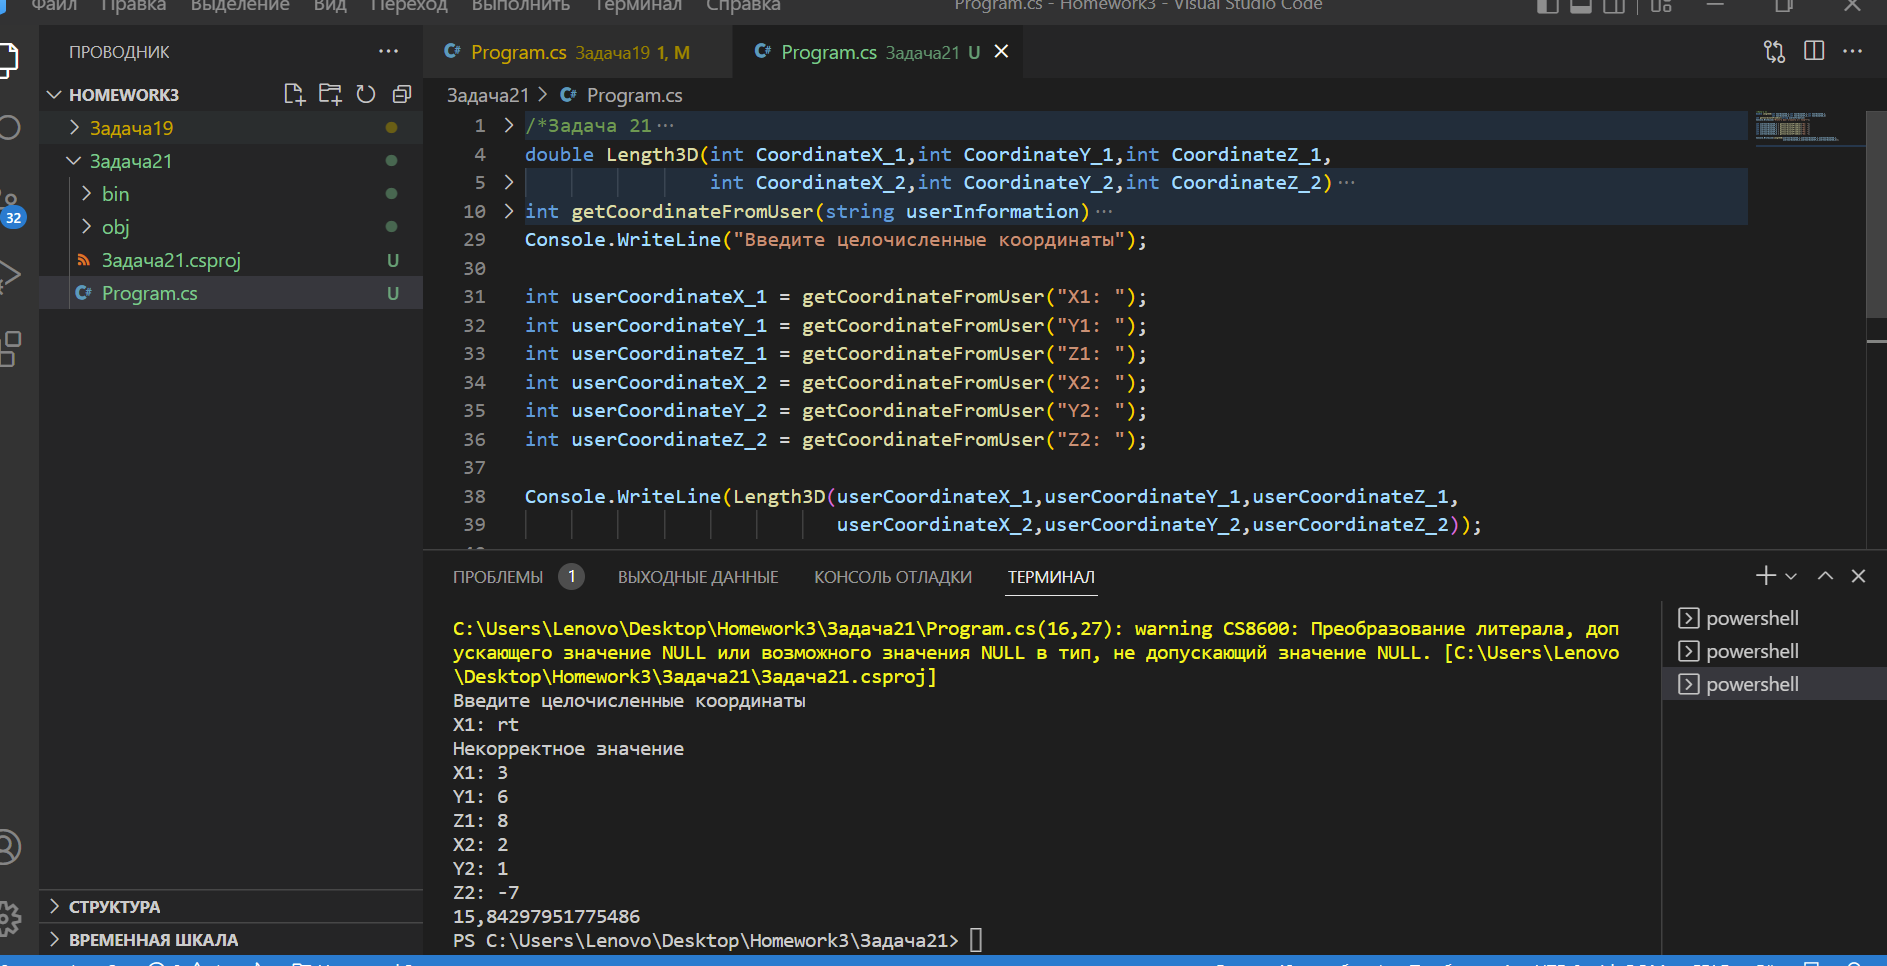 Файл Правка Выделение Вид Переход Выполнить Терминал Справка Program.cs - Homework3 - Visual Studio Code
ПРОВОДНИК ···
HOMEWORK3
Задача19
Задача21
bin
obj
Задача21.csproj U
Program.cs U
32
СТРУКТУРА
ВРЕМЕННАЯ ШКАЛА
Program.cs Задача19 1, M
Program.cs Задача21 U
Задача21 > Program.cs
1 /*Задача 21···
4 double Length3D(int CoordinateX_1,int CoordinateY_1,int CoordinateZ_1,
5 int CoordinateX_2,int CoordinateY_2,int CoordinateZ_2)···
10 int getCoordinateFromUser(string userInformation)···
29 Console.WriteLine("Введите целочисленные координаты");
30
31 int userCoordinateX_1 = getCoordinateFromUser("X1: ");
32 int userCoordinateY_1 = getCoordinateFromUser("Y1: ");
33 int userCoordinateZ_1 = getCoordinateFromUser("Z1: ");
34 int userCoordinateX_2 = getCoordinateFromUser("X2: ");
35 int userCoordinateY_2 = getCoordinateFromUser("Y2: ");
36 int userCoordinateZ_2 = getCoordinateFromUser("Z2: ");
37
38 Console.WriteLine(Length3D(userCoordinateX_1,userCoordinateY_1,userCoordinateZ_1,
39 userCoordinateX_2,userCoordinateY_2,userCoordinateZ_2));
ПРОБЛЕМЫ 1 ВЫХОДНЫЕ ДАННЫЕ КОНСОЛЬ ОТЛАДКИ ТЕРМИНАЛ
C:\Users\Lenovo\Desktop\Homework3\Задача21\Program.cs(16,27): warning CS8600: Преобразование литерала, доп
ускающего значение NULL или возможного значения NULL в тип, не допускающий значение NULL. [C:\Users\Lenovo
\Desktop\Homework3\Задача21\Задача21.csproj]
Введите целочисленные координаты
X1: rt
Некорректное значение
X1: 3
Y1: 6
Z1: 8
X2: 2
Y2: 1
Z2: -7
15,84297951775486
PS C:\Users\Lenovo\Desktop\Homework3\Задача21>
powershell
powershell
powershell